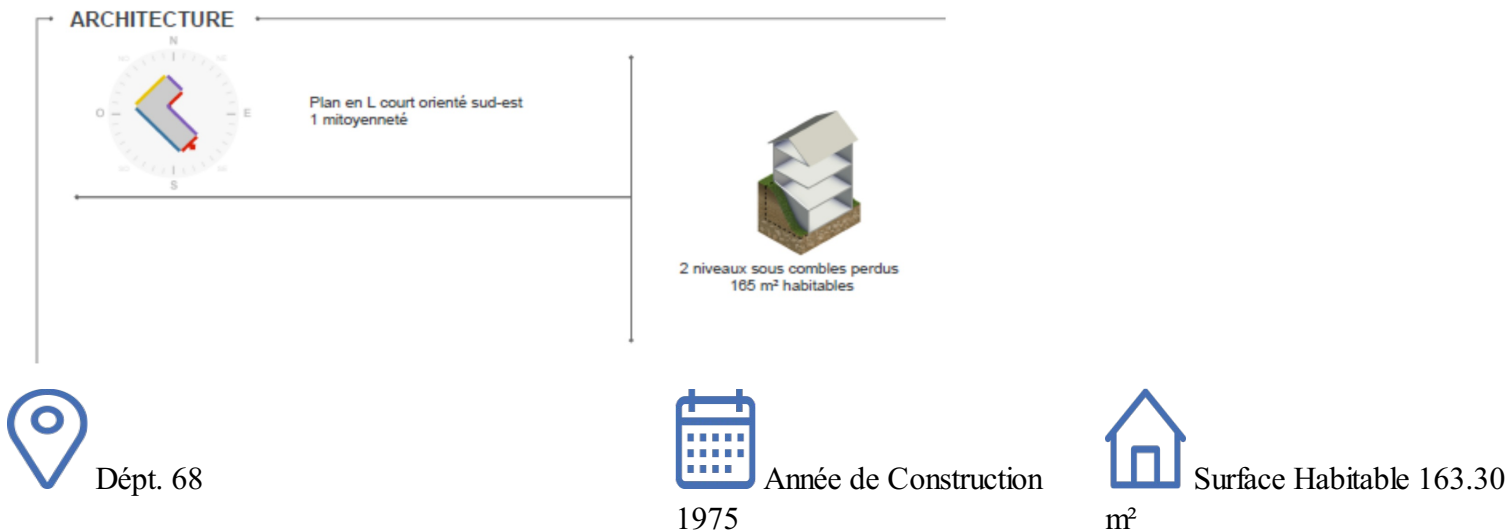 ARCHITECTURE
N
O
E
S
Plan en L court orienté sud-est
1 mitoyenneté
2 niveaux sous combles perdus
165 m² habitables
Dépt. 68
Année de Construction
1975
Surface Habitable 163.30
m²